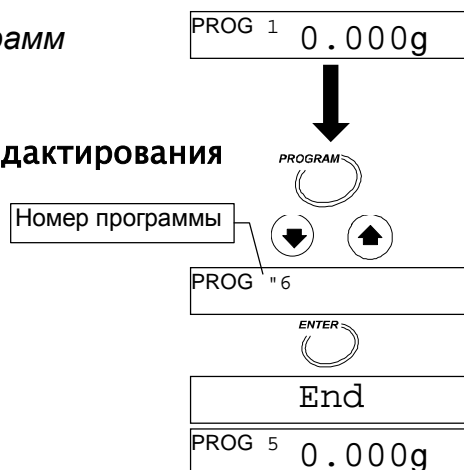 рамм
PROG 1 0.000g
дактирования
PROGRAM
Номер программы
PROG "6
ENTER
End
PROG 5 0.000g